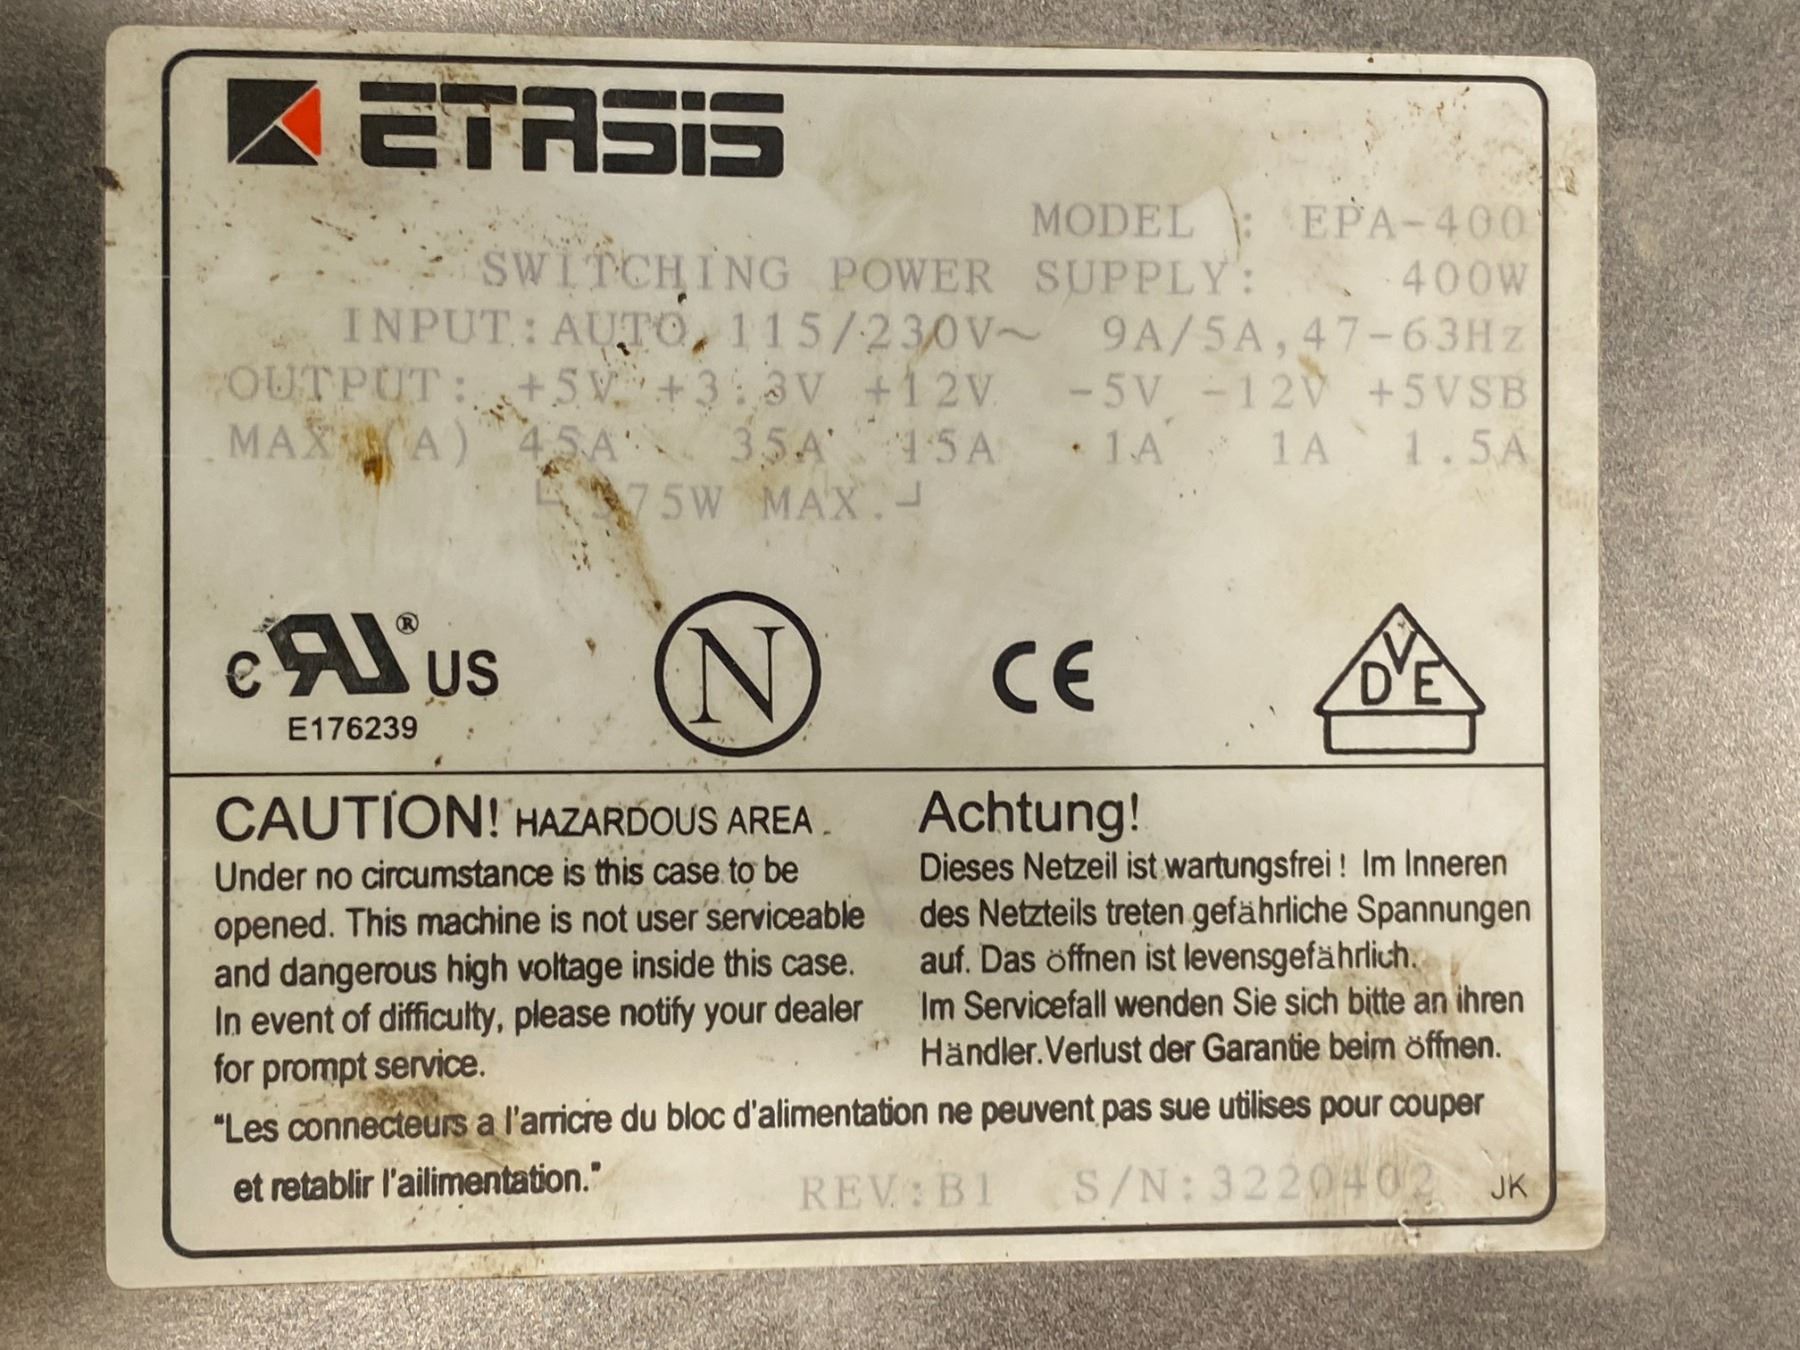 ETASIS
MODEL : EPA-400
SWITCHING POWER SUPPLY: 400W
INPUT:AUTO 115/230V~ 9A/5A,47-63Hz
OUTPUT: +5V +3.3V +12V -5V -12V +5VSB
MAX (A) 45A 35A 15A 1A 1A 1.5A
MAX.
c RU® US
E176239
N
CE
VDE
CAUTION! HAZARDOUS AREA .
Under no circumstance is this case to be
opened. This machine is not user serviceable
and dangerous high voltage inside this case.
In event of difficulty, please notify your dealer
for prompt service.
Achtung!
Dieses Netzeil ist wartungsfrei ! Im Inneren
des Netzteils treten gefährliche Spannungen
auf. Das öffnen ist levensgefährlich.
Im Servicefall wenden Sie sich bitte an ihren
Händler.Verlust der Garantie beim öffnen.
"Les connecteurs a l'arricre du bloc d'alimentation ne peuvent pas sue utilises pour couper
et retablir l'ailimentation."
REV:B1 S/N:3220402
JK